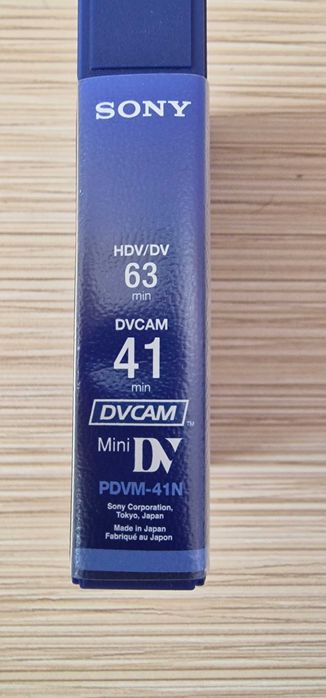 SONY
HDV/DV
63
min
DVCAM
41
min
DVCAM
TM
Mini DV
PDVM-41N
Sony Corporation,
Tokyo, Japan
Made in Japan
Fabriqué au Japon